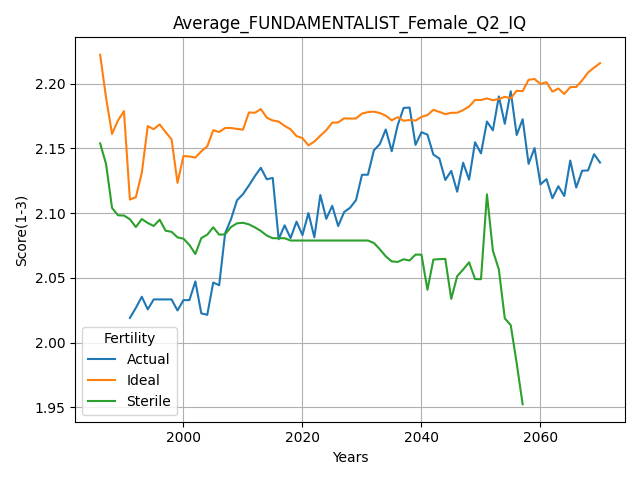 Average_FUNDAMENTALIST_Female_Q2_IQ
Score(1-3)
2.20
2.15
2.10
2.05
2.00
1.95
Fertility
Actual
Ideal
Sterile
2000
2020
2040
2060
Years